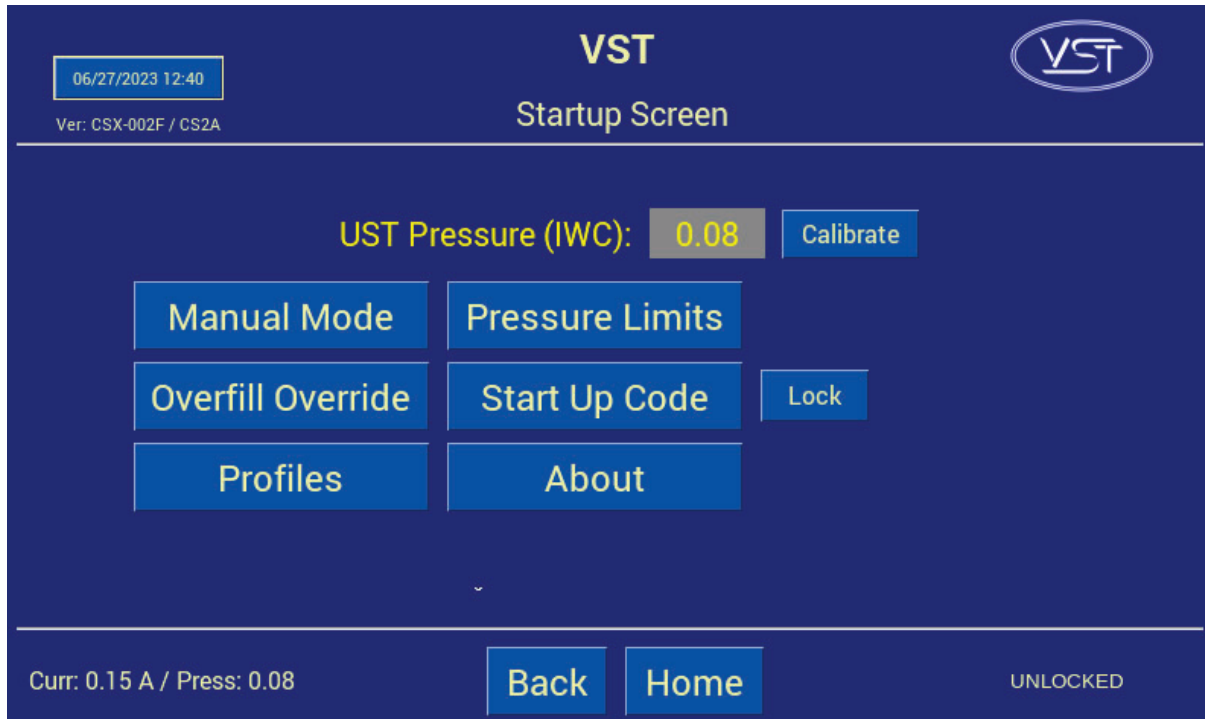 VST
VST
06/27/2023 12:40
Startup Screen
Ver: CSX-002F / CS2A
UST Pressure (IWC): 0.08 Calibrate
Manual Mode Pressure Limits
Overfill Override Start Up Code Lock
Profiles About
Curr: 0.15 A / Press: 0.08 Back Home UNLOCKED